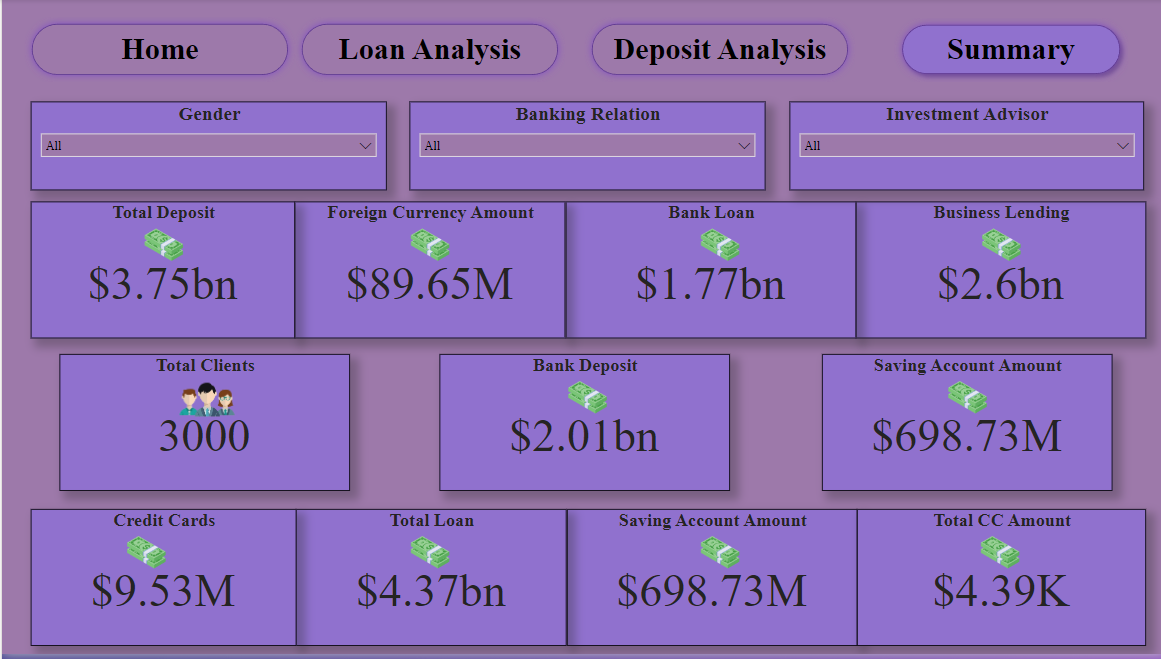 Home
Loan Analysis
Deposit Analysis
Summary
Gender
All
Banking Relation
All
Investment Advisor
All
Total Deposit
$3.75bn
Foreign Currency Amount
$89.65M
Bank Loan
$1.77bn
Business Lending
$2.6bn
Total Clients
3000
Bank Deposit
$2.01bn
Saving Account Amount
$698.73M
Credit Cards
$9.53M
Total Loan
$4.37bn
Saving Account Amount
$698.73M
Total CC Amount
$4.39K